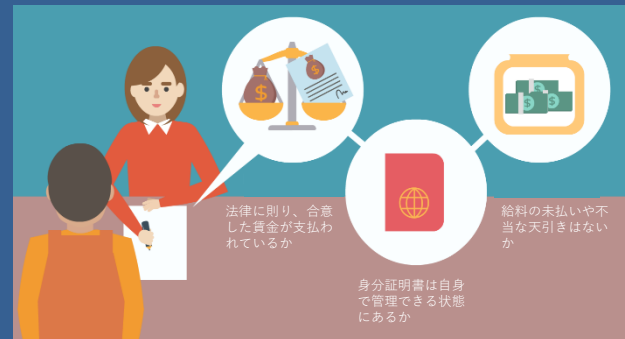 法律に則り、合意
した賃金が支払わ
れているか
身分証明書は自身
で管理できる状態
にあるか
給料の未払いや不
当な天引きはない
か